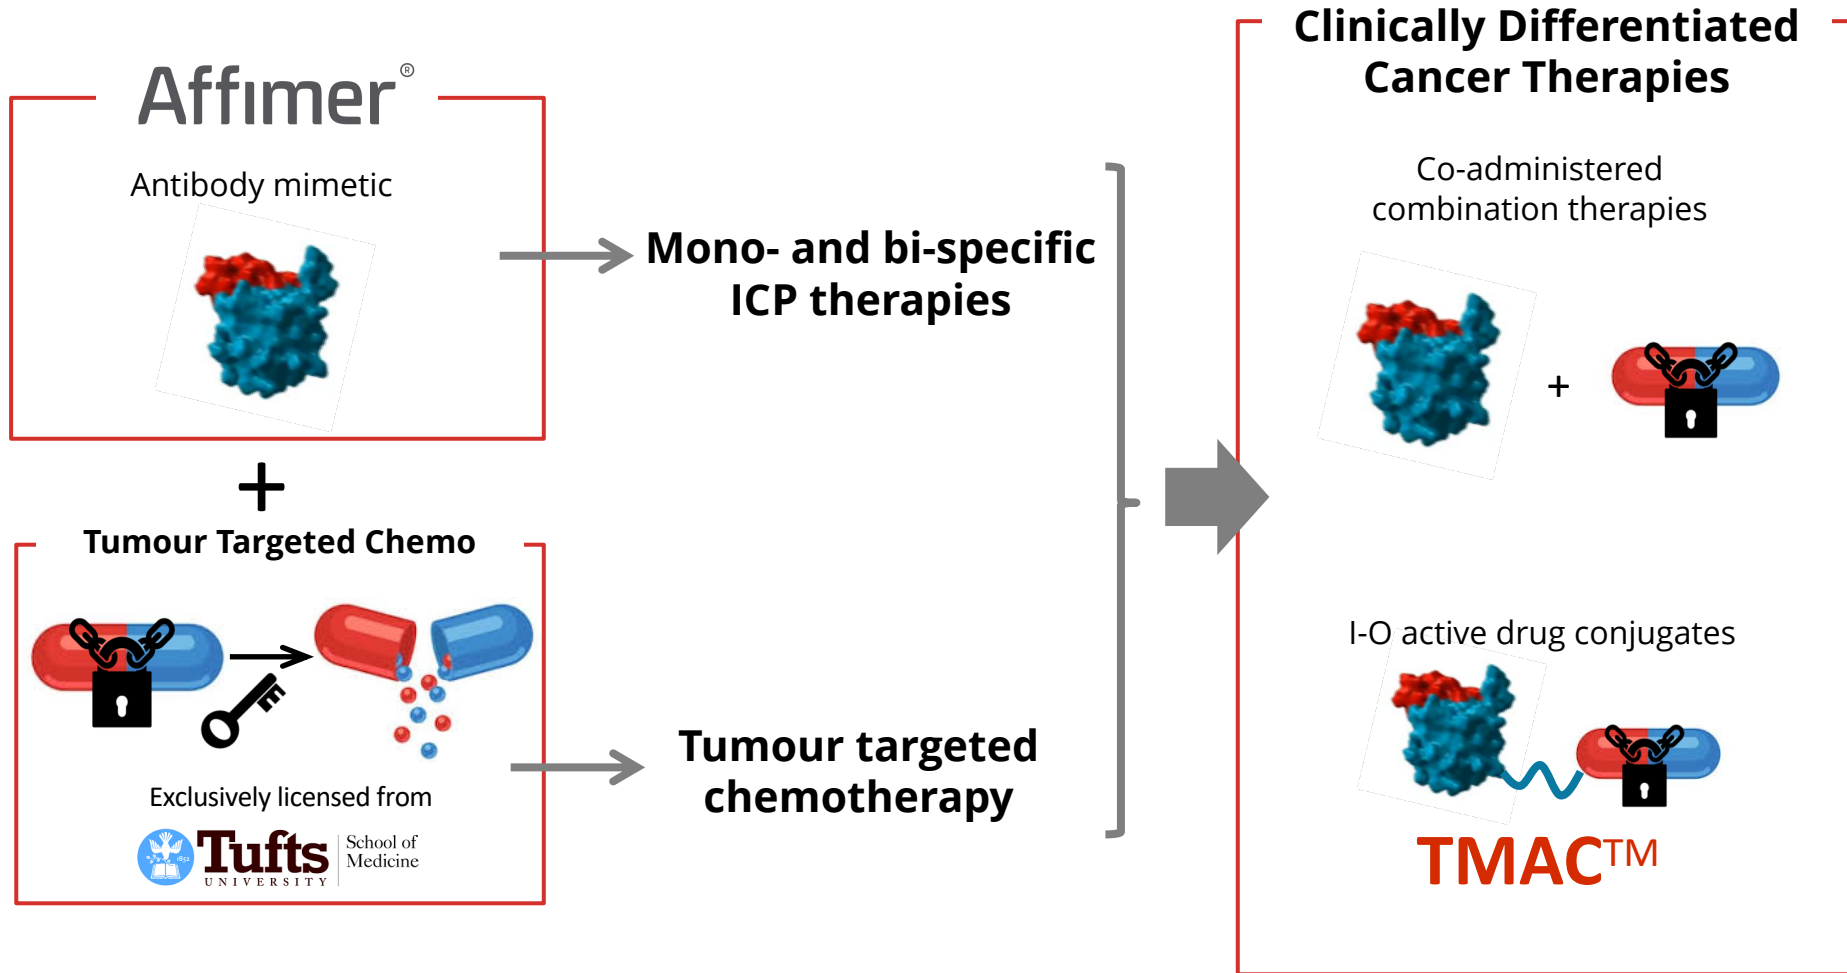 Affimer®
Antibody mimetic
+
Tumour Targeted Chemo
Exclusively licensed from
1852
Tufts
UNIVERSITY
School of
Medicine
Mono- and bi-specific
ICP therapies
Tumour targeted
chemotherapy
Clinically Differentiated
Cancer Therapies
Co-administered
combination therapies
+
I-O active drug conjugates
TMAC™